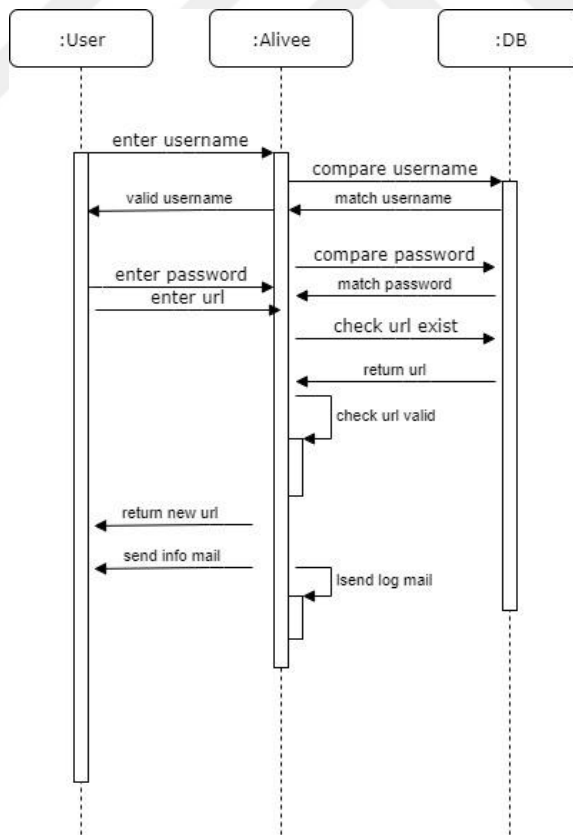 :User
:Alivee
:DB
enter username
compare username
valid username
match username
compare password
enter password
match password
enter url
check url exist
return url
check url valid
return new url
send info mail
lsend log mail